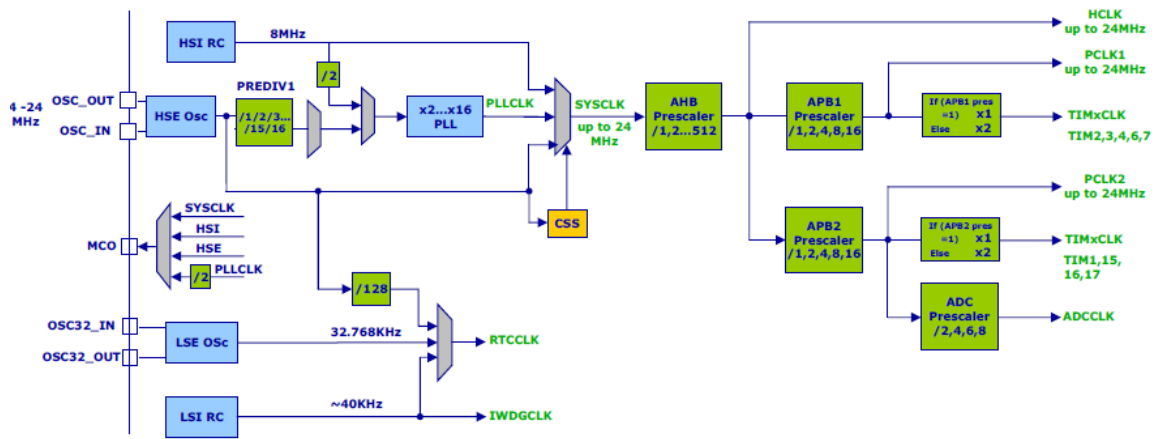 HSI RC
8MHz
/2
HCLK
up to 24MHz
PCLK1
up to 24MHz
4 -24
MHz
OSC_OUT
OSC_IN
HSE Osc
PREDIV1
/1/2/3...
/15/16
x2...x16
PLL
PLLCLK
SYSCLK
up to 24
MHz
AHB
Prescaler
/1,2...512
APB1
Prescaler
/1,2,4,8,16
If (APB1 pres
=1) x1
Else x2
TIMxCLK
TIM2,3,4,6,7
CSS
PCLK2
up to 24MHz
APB2
Prescaler
/1,2,4,8,16
If (APB2 pres
=1) x1
Else x2
TIMxCLK
TIM1,15,
16,17
ADC
Prescaler
/2,4,6,8
ADCCLK
MCO
SYSCLK
HSI
HSE
/2
PLLCLK
/128
OSC32_IN
OSC32_OUT
LSE OSc
32.768KHz
RTCCLK
LSI RC
~40KHz
IWDGCLK